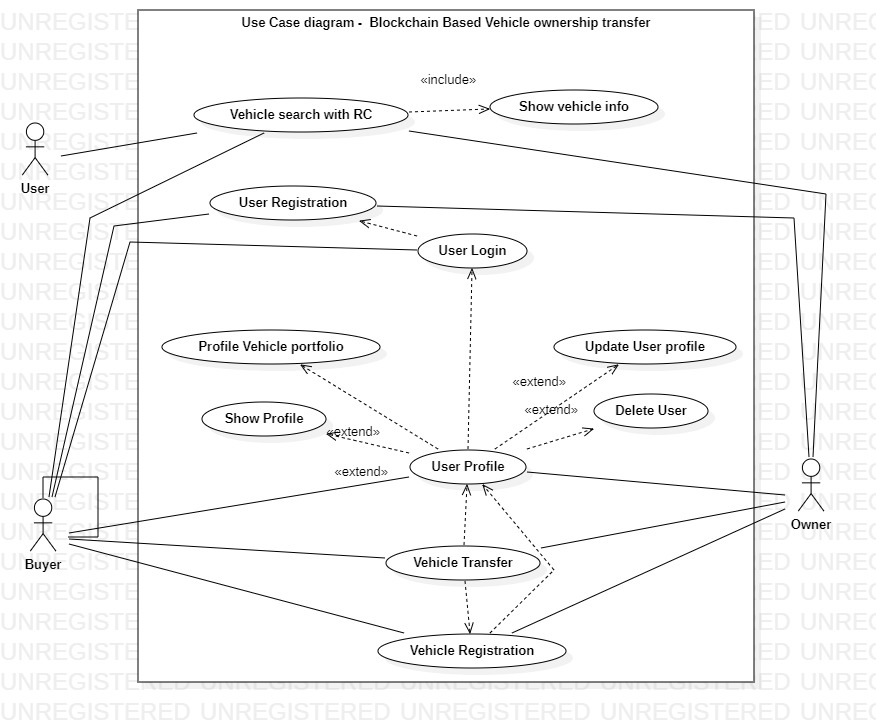 Use Case diagram - Blockchain Based Vehicle ownership transfer
«include»
Vehicle search with RC
Show vehicle info
User
User Registration
User Login
Profile Vehicle portfolio
Update User profile
«extend»
«extend»
Show Profile
Delete User
«extend»
User Profile
«extend»
Buyer
Owner
Vehicle Transfer
Vehicle Registration
UNREGISTERED UNREGISTERED UNREGISTERED UNREGISTERED